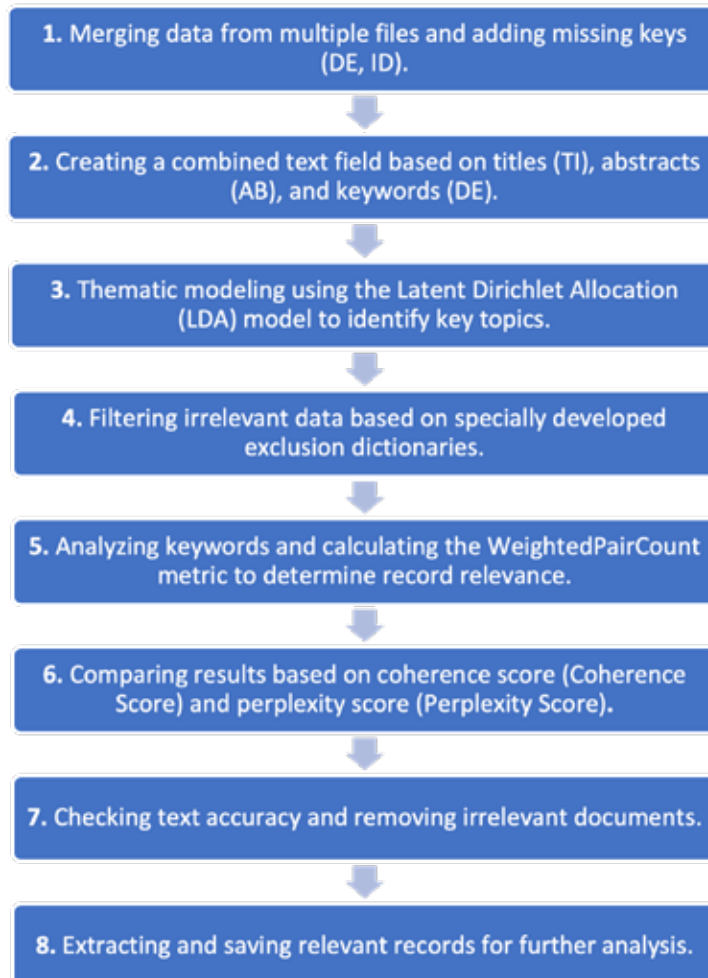 1. Merging data from multiple files and adding missing keys
(DE, ID).
2. Creating a combined text field based on titles (TI), abstracts
(AB), and keywords (DE).
3. Thematic modeling using the Latent Dirichlet Allocation
(LDA) model to identify key topics.
4. Filtering irrelevant data based on specially developed
exclusion dictionaries.
5. Analyzing keywords and calculating the WeightedPairCount
metric to determine record relevance.
6. Comparing results based on coherence score (Coherence
Score) and perplexity score (Perplexity Score).
7. Checking text accuracy and removing irrelevant documents.
8. Extracting and saving relevant records for further analysis.